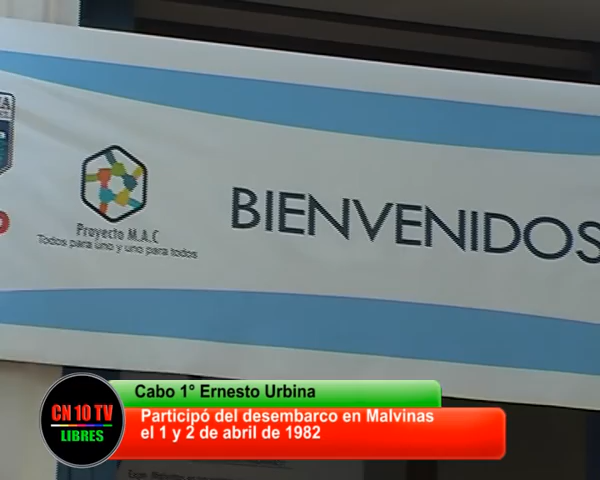 BIENVENIDOS
Proyecto M.A.C
Todos para uno y uno para todos
CN 10 TV
LIBRES
Cabo 1° Ernesto Urbina
Participó del desembarco en Malvinas
el 1 y 2 de abril de 1982